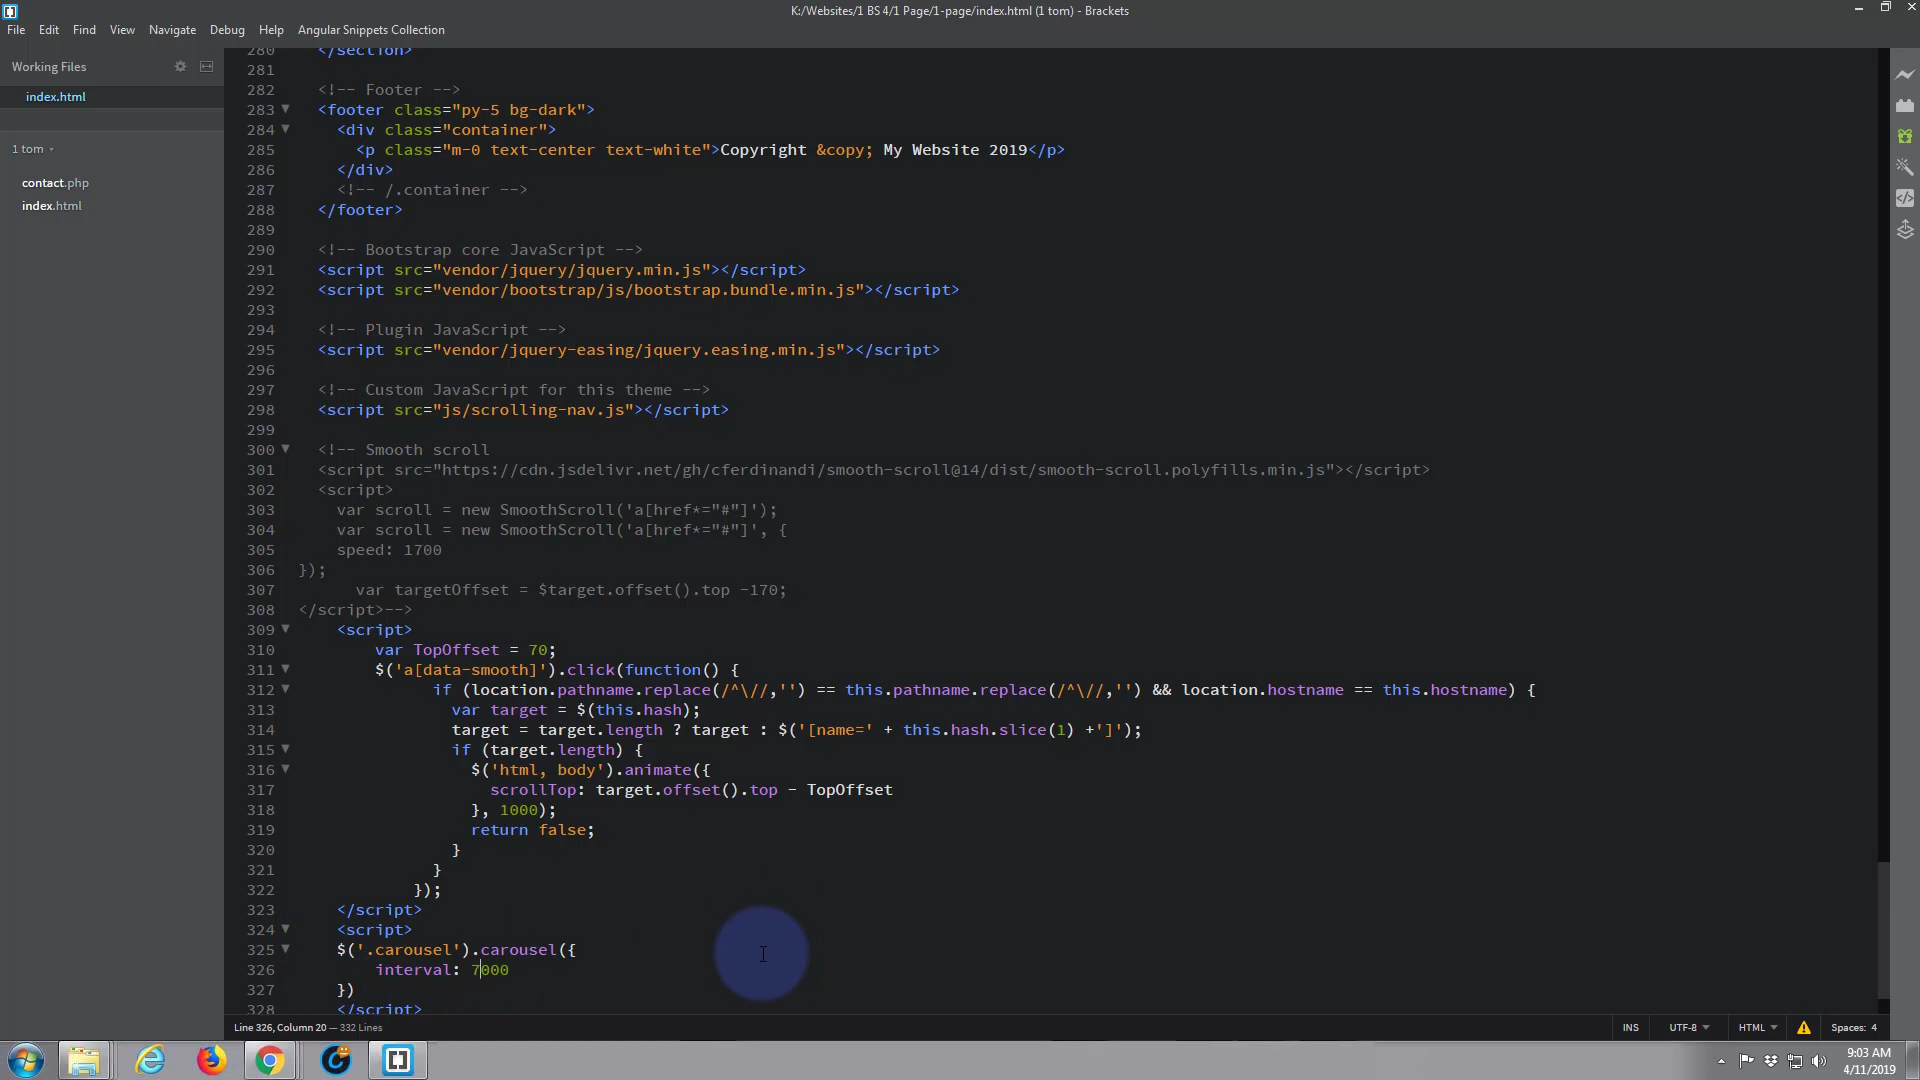 K:/Websites/1 BS 4/1 Page/1-page/index.html (1 tom) - Brackets
File Edit View Navigate Debug Help Angular Snippets Collection
Working Files
index.html
1 tom
contact.php
index.html
280 </section>
281
282 <!-- Footer -->
283 <footer class="py-5 bg-dark">
284 <div class="container">
285 <p class="m-0 text-center text-white">Copyright &copy; My Website 2019</p>
286 </div>
287 <!-- /.container -->
288 </footer>
289
290 <!-- Bootstrap core JavaScript -->
291 <script src="vendor/jquery/jquery.min.js"></script>
292 <script src="vendor/bootstrap/js/bootstrap.bundle.min.js"></script>
293
294 <!-- Plugin JavaScript -->
295 <script src="vendor/jquery-easing/jquery.easing.min.js"></script>
296
297 <!-- Custom JavaScript for this theme -->
298 <script src="js/scrolling-nav.js"></script>
299
300 <!-- Smooth scroll
301 <script src="https://cdn.jsdelivr.net/gh/cferdinandi/smooth-scroll@14/dist/smooth-scroll.polyfills.min.js"></script>
302 <script>
303 var scroll = new SmoothScroll('a[href*="#"]');
304 var scroll = new SmoothScroll('a[href*="#"]', {
305 speed: 1700
306 });
307 var targetOffset = $target.offset().top -170;
308 </script>-->
309 <script>
310 var TopOffset = 70;
311 $('a[data-smooth]').click(function() {
312 if (location.pathname.replace(/^\//,'') == this.pathname.replace(/^\//,'') && location.hostname == this.hostname) {
313 var target = $(this.hash);
314 target = target.length ? target : $('[name=' + this.hash.slice(1) +']');
315 if (target.length) {
316 $('html, body').animate({
317 scrollTop: target.offset().top - TopOffset
318 }, 1000);
319 return false;
320 }
321 }
322 });
323 </script>
324 <script>
325 $('.carousel').carousel({
326 interval: 7000
327 })
328 </script>
Line 326, Column 20 — 332 Lines
INS UTF-8 HTML Spaces: 4
9:03 AM
4/11/2019